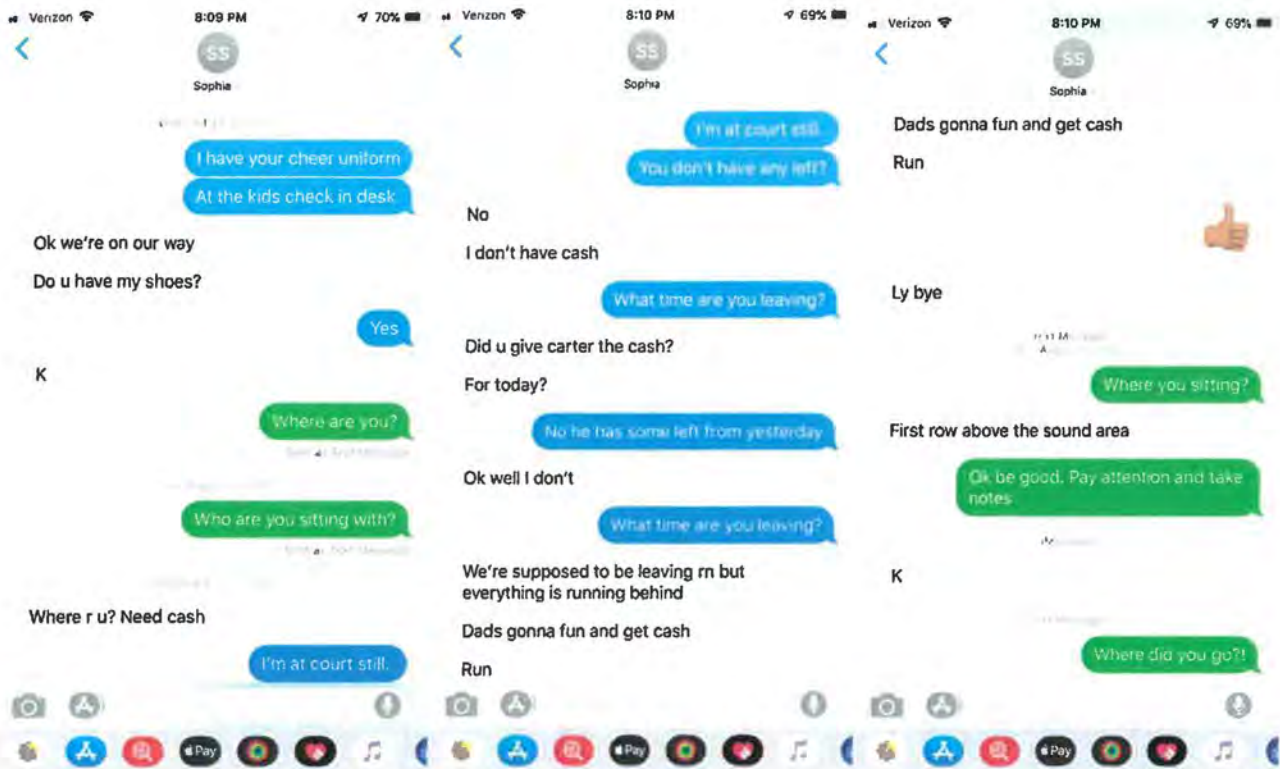 Verizon
8:09 PM
70%
SS
Sophia
I have your cheer uniform
At the kids check in desk
Ok we're on our way
Do u have my shoes?
Yes
K
Where are you?
Who are you sitting with?
Where r u? Need cash
I'm at court still.
Pay
Verizon
8:10 PM
69%
SS
Sophia
I'm at court still.
You don't have any left?
No
I don't have cash
What time are you leaving?
Did u give carter the cash?
For today?
No he has some left from yesterday
Ok well I don't
What time are you leaving?
We're supposed to be leaving rn but
everything is running behind
Dads gonna fun and get cash
Run
Pay
Verizon
8:10 PM
69%
SS
Sophia
Dads gonna fun and get cash
Run
Ly bye
Where you sitting?
First row above the sound area
Ok be good. Pay attention and take
notes
K
Where did you go?!
Pay